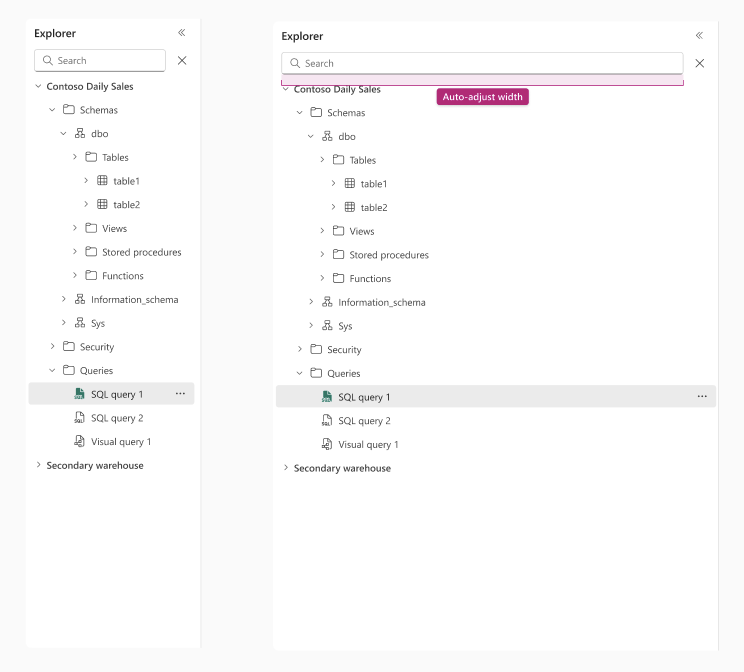 Explorer
Search
Contoso Daily Sales
Schemas
dbo
Tables
table1
table2
Views
Stored procedures
Functions
Information_schema
Sys
Security
Queries
SQL query 1
SQL query 2
Visual query 1
Secondary warehouse
Explorer
Search
Contoso Daily Sales
Auto-adjust width
Schemas
dbo
Tables
table1
table2
Views
Stored procedures
Functions
Information_schema
Sys
Security
Queries
SQL query 1
SQL query 2
Visual query 1
Secondary warehouse